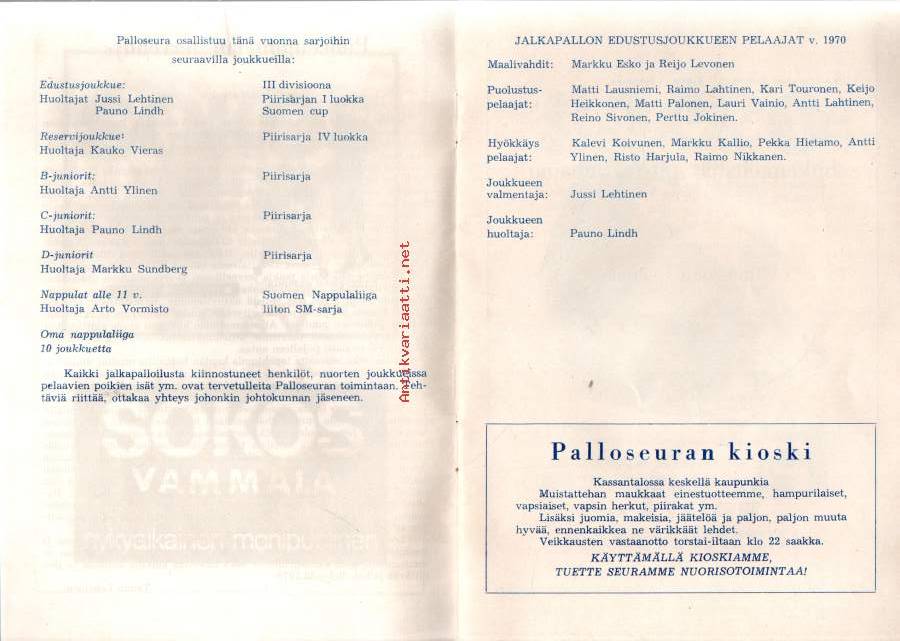 Palloseura osallistuu tänä vuonna sarjoihin
seuraavilla joukkueilla:
Edustusjoukkue: III divisioona
Huoltajat Jussi Lehtinen Piirisarjan I luokka
Pauno Lindh Suomen cup
Reservijoukkue: Piirisarja IV luokka
Huoltaja Kauko Vieras
B-juniorit: Piirisarja
Huoltaja Antti Ylinen
C-juniorit: Piirisarja
Huoltaja Pauno Lindh
D-juniorit Piirisarja
Huoltaja Markku Sundberg
Nappulat alle 11 v. Suomen Nappulaliiga
Huoltaja Arto Vormisto liiton SM-sarja
Oma nappulaliiga
10 joukkuetta
Kaikki jalkapalloilusta kiinnostuneet henkilöt, nuorten joukkueissa
pelaavien poikien isät ym. ovat tervetulleita Palloseuran toimintaan. Teh-
täviä riittää, ottakaa yhteys johonkin johtokunnan jäseneen.
SOKOS
VAMMALA
Antikvariaatti.net
JALKAPALLON EDUSTUSJOUKKUEEN PELAAJAT v. 1970
Maalivahdit: Markku Esko ja Reijo Levonen
Puolustus- Matti Lausniemi, Raimo Lahtinen, Kari Touronen, Keijo
pelaajat: Heikkonen, Matti Palonen, Lauri Vainio, Antti Lahtinen,
Reino Sivonen, Perttu Jokinen.
Hyökkäys Kalevi Koivunen, Markku Kallio, Pekka Hietamo, Antti
pelaajat: Ylinen, Risto Harjula, Raimo Nikkanen.
Joukkueen
valmentaja: Jussi Lehtinen
Joukkueen
huoltaja: Pauno Lindh
Palloseuran kioski
Kassantalossa keskellä kaupunkia
Muistattehan maukkaat einestuotteemme, hampurilaiset,
vapsiaiset, vapsin herkut, piirakat ym.
Lisäksi juomia, makeisia, jäätelöä ja paljon, paljon muuta
hyvää, ennenkaikkea ne värikkäät lehdet.
Veikkausten vastaanotto torstai-iltaan klo 22 saakka.
KÄYTTÄMÄLLÄ KIOSKIAMME,
TUETTE SEURAMME NUORISOTOIMINTAA!